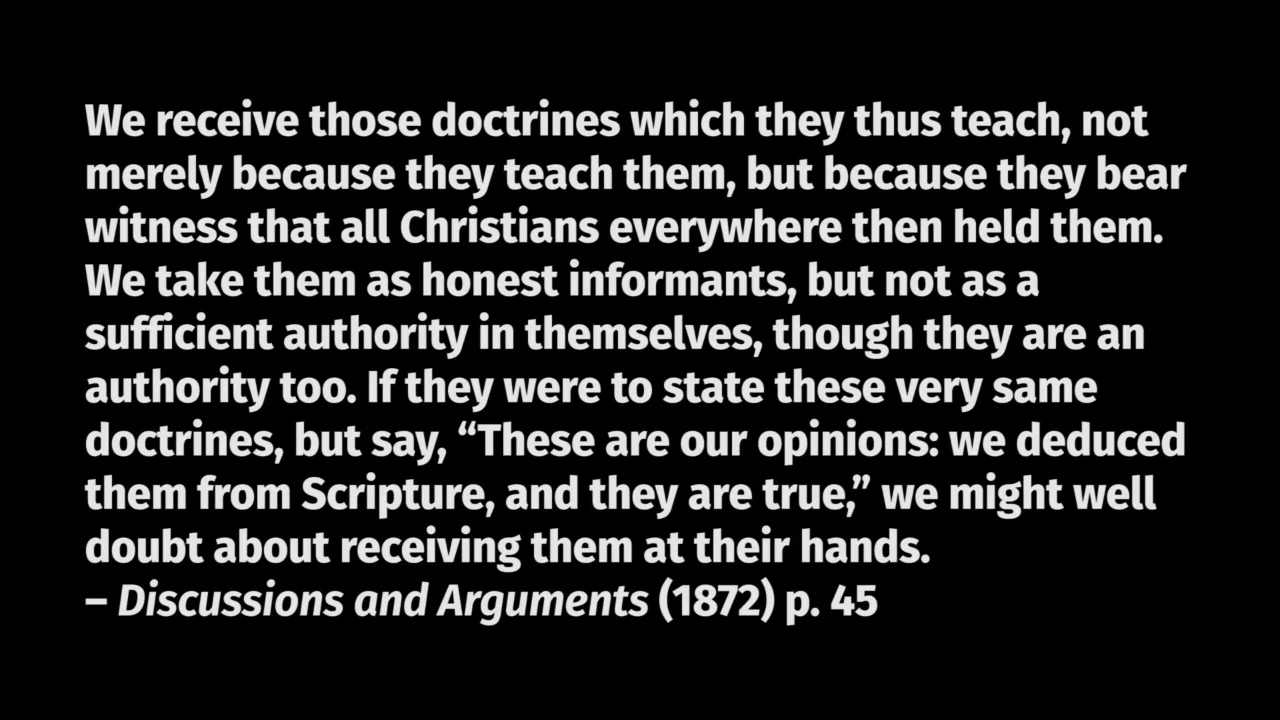 We receive those doctrines which they thus teach, not
merely because they teach them, but because they bear
witness that all Christians everywhere then held them.
We take them as honest informants, but not as a
sufficient authority in themselves, though they are an
authority too. If they were to state these very same
doctrines, but say, “These are our opinions: we deduced
them from Scripture, and they are true,” we might well
doubt about receiving them at their hands.
– Discussions and Arguments (1872) p. 45